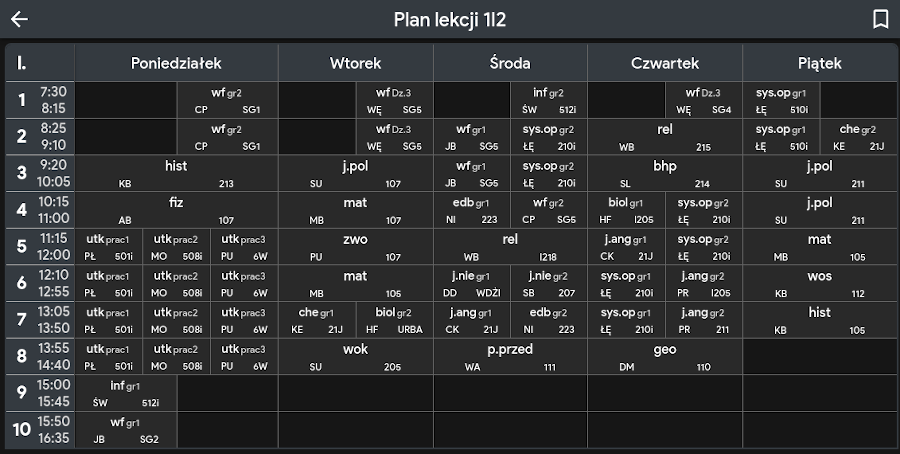 Plan lekcji 1I2
l. Poniedziałek Wtorek Środa Czwartek Piątek
1 7:30 wf gr2 wf Dz.3 inf gr2 wf Dz.3 sys.op gr1
8:15 CP SG1 WĘ SG5 ŚW 512i WĘ SG4 ŁĘ 510i
2 8:25 wf gr2 wf Dz.3 wf gr1 sys.op gr2 rel sys.op gr1 che gr2
9:10 CP SG1 WĘ SG5 JB SG5 ŁĘ 210i WB 215 ŁĘ 510i KE 21J
3 9:20 hist j.pol wf gr1 sys.op gr2 bhp j.pol
10:05 KB 213 SU 107 JB SG5 ŁĘ 210i SL 214 SU 211
4 10:15 fiz mat edb gr1 wf gr2 biol gr1 sys.op gr2 j.pol
11:00 AB 107 MB 107 NI 223 CP SG5 HF I205 ŁĘ 210i SU 211
5 11:15 utk prac1 utk prac2 utk prac3 zwo rel j.ang gr1 sys.op gr2 mat
12:00 PŁ 501i MO 508i PU 6W PU 107 WB I218 CK 21J ŁĘ 210i MB 105
6 12:10 utk prac1 utk prac2 utk prac3 mat j.nie gr1 j.nie gr2 sys.op gr1 j.ang gr2 wos
12:55 PŁ 501i MO 508i PU 6W MB 105 DD WDŻI SB 207 ŁĘ 210i PR I205 KB 112
7 13:05 utk prac1 utk prac2 utk prac3 che gr1 biol gr2 j.ang gr1 edb gr2 sys.op gr1 j.ang gr2 hist
13:50 PŁ 501i MO 508i PU 6W KE 21J HF URBA CK 21J NI 223 ŁĘ 210i PR 211 KB 105
8 13:55 utk prac1 utk prac2 utk prac3 wok p.przed geo
14:40 PŁ 501i MO 508i PU 6W SU 205 WA 111 DM 110
9 15:00 inf gr1
15:45 ŚW 512i
10 15:50 wf gr1
16:35 JB SG2